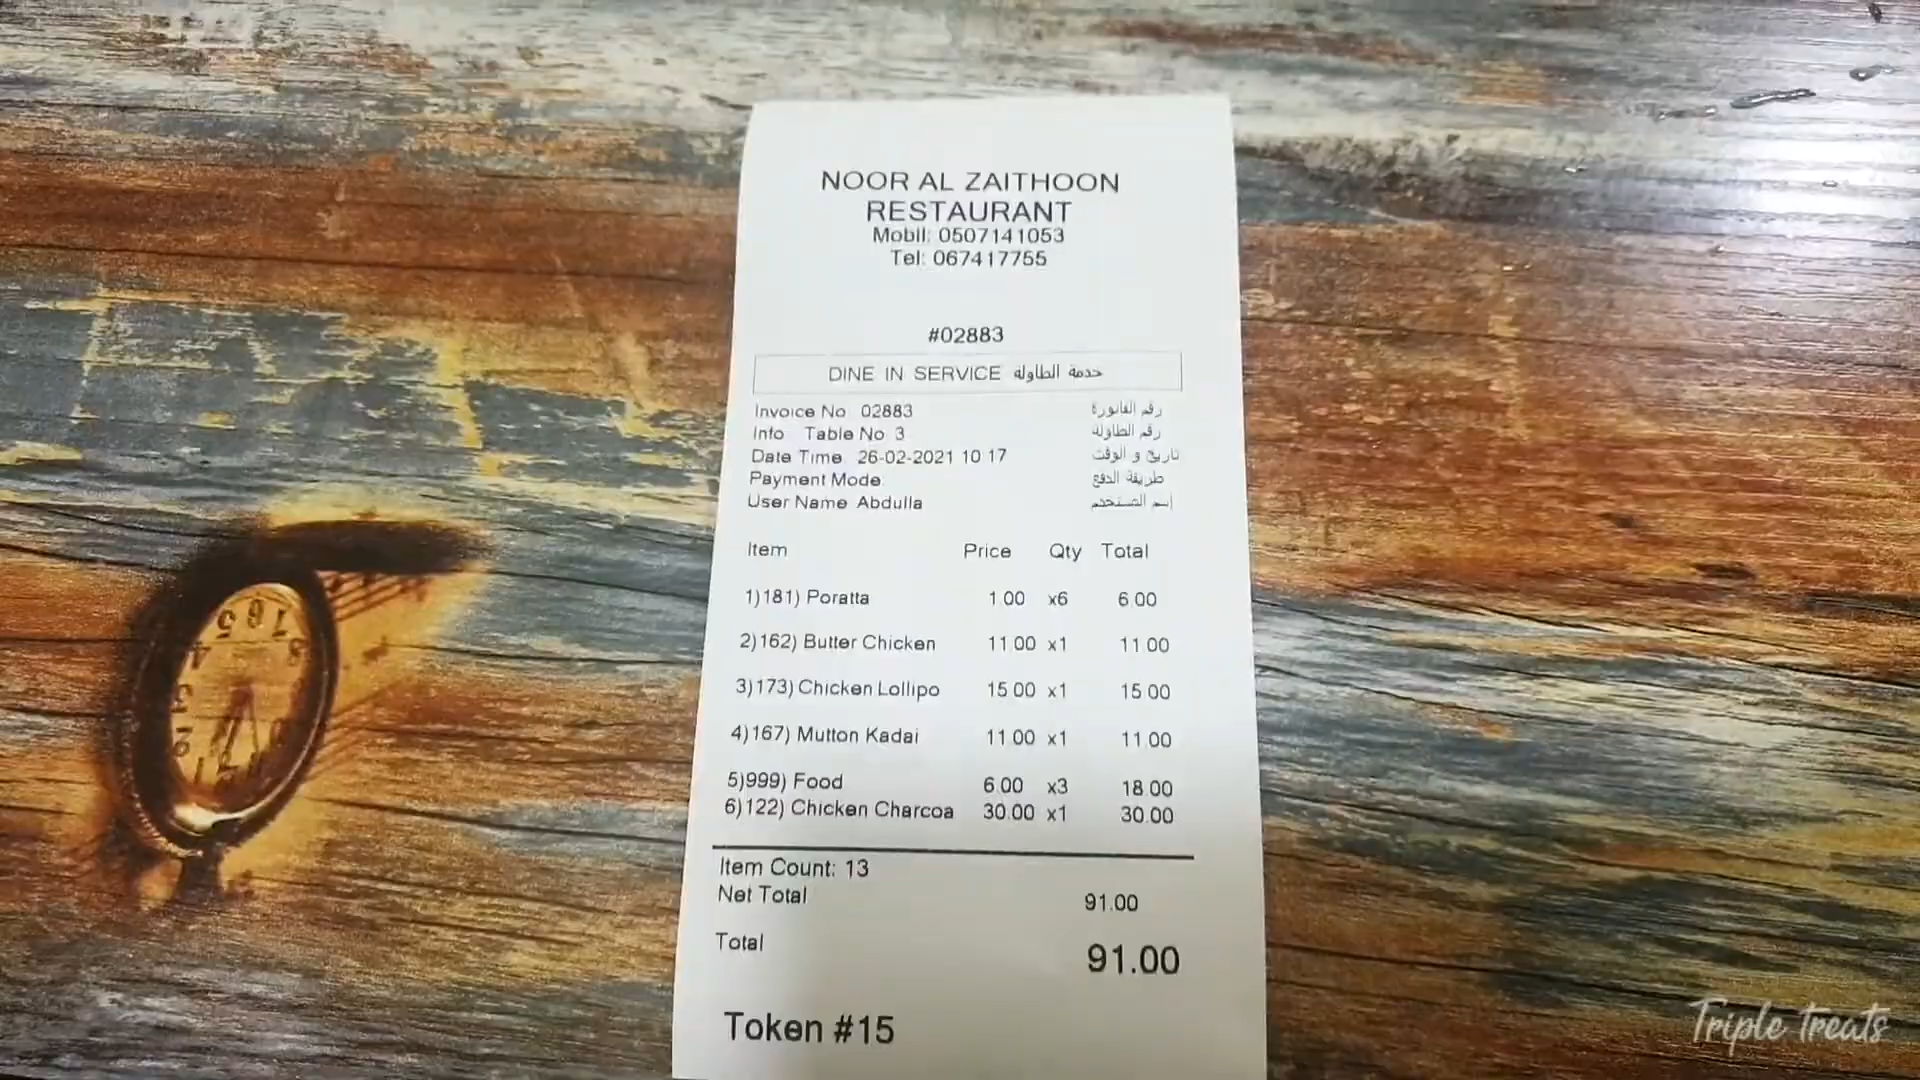 NOOR AL ZAITHOON
RESTAURANT
Mobil: 0507141053
Tel: 067417755
#02883
DINE IN SERVICE خدمة الطاولة
Invoice No 02883 رقم الفاتورة
Info Table No 3 رقم الطاولة
Date Time 26-02-2021 10 17 تاريخ و الوقت
Payment Mode: طريقة الدفع
User Name Abdulla إسم المستخدم
Item Price Qty Total
1)181) Poratta 1.00 x6 6.00
2)162) Butter Chicken 11 00 x1 11 00
3)173) Chicken Lollipo 15 00 x1 15 00
4)167) Mutton Kadai 11 00 x1 11.00
5)999) Food 6.00 x3 18 00
6)122) Chicken Charcoa 30.00 x1 30.00
Item Count: 13
Net Total 91.00
Total 91.00
Token #15
Triple treats